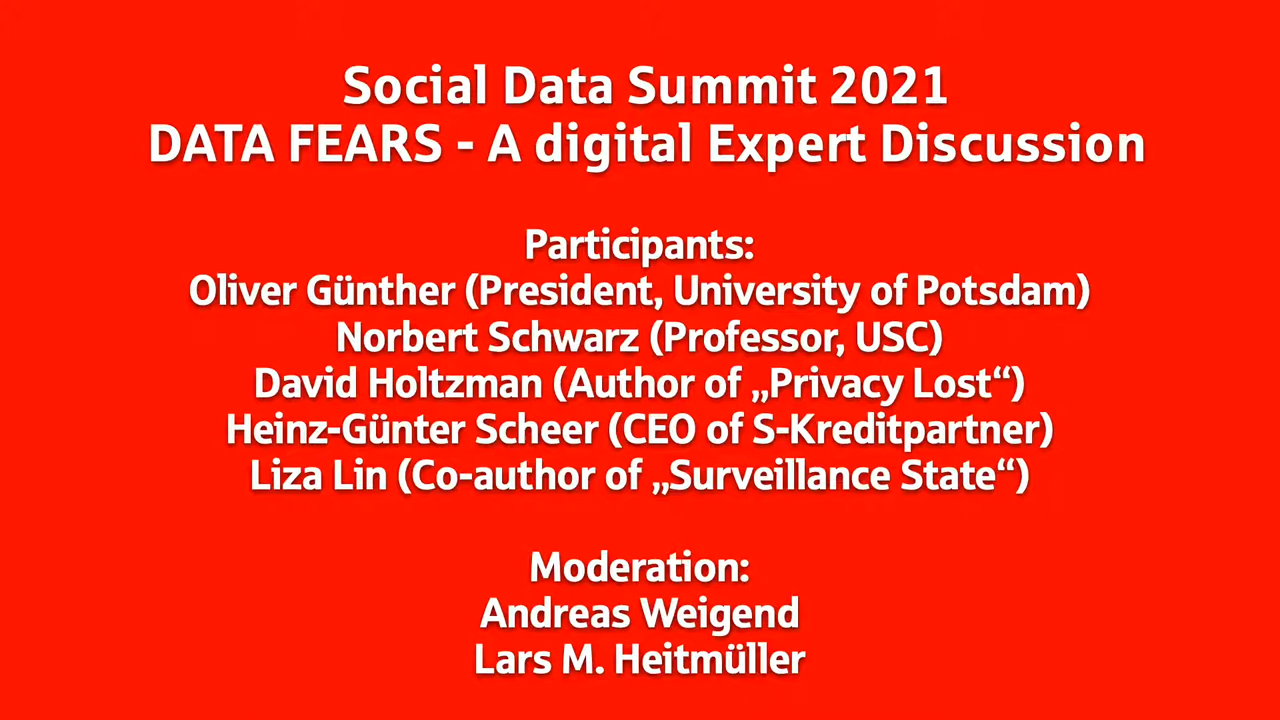 Social Data Summit 2021
DATA FEARS - A digital Expert Discussion
Participants:
Oliver Günther (President, University of Potsdam)
Norbert Schwarz (Professor, USC)
David Holtzman (Author of „Privacy Lost“)
Heinz-Günter Scheer (CEO of S-Kreditpartner)
Liza Lin (Co-author of „Surveillance State“)
Moderation:
Andreas Weigend
Lars M. Heitmüller